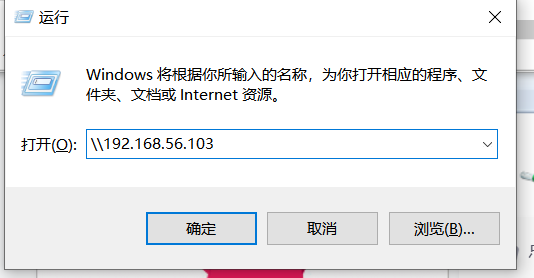 运行
Windows 将根据你所输入的名称，为你打开相应的程序、文
件夹、文档或 Internet 资源。
打开(O): \\192.168.56.103
确定 取消 浏览(B)...